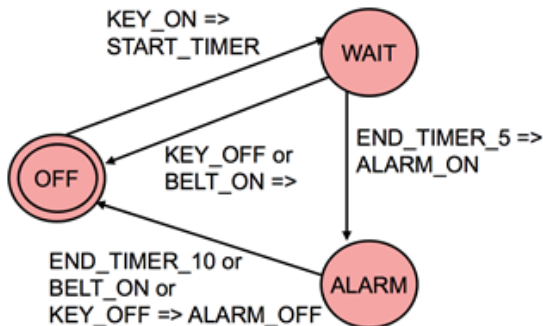 KEY_ON =>
START_TIMER
WAIT
END_TIMER_5 =>
ALARM_ON
KEY_OFF or
BELT_ON =>
OFF
END_TIMER_10 or
BELT_ON or
KEY_OFF => ALARM_OFF
ALARM